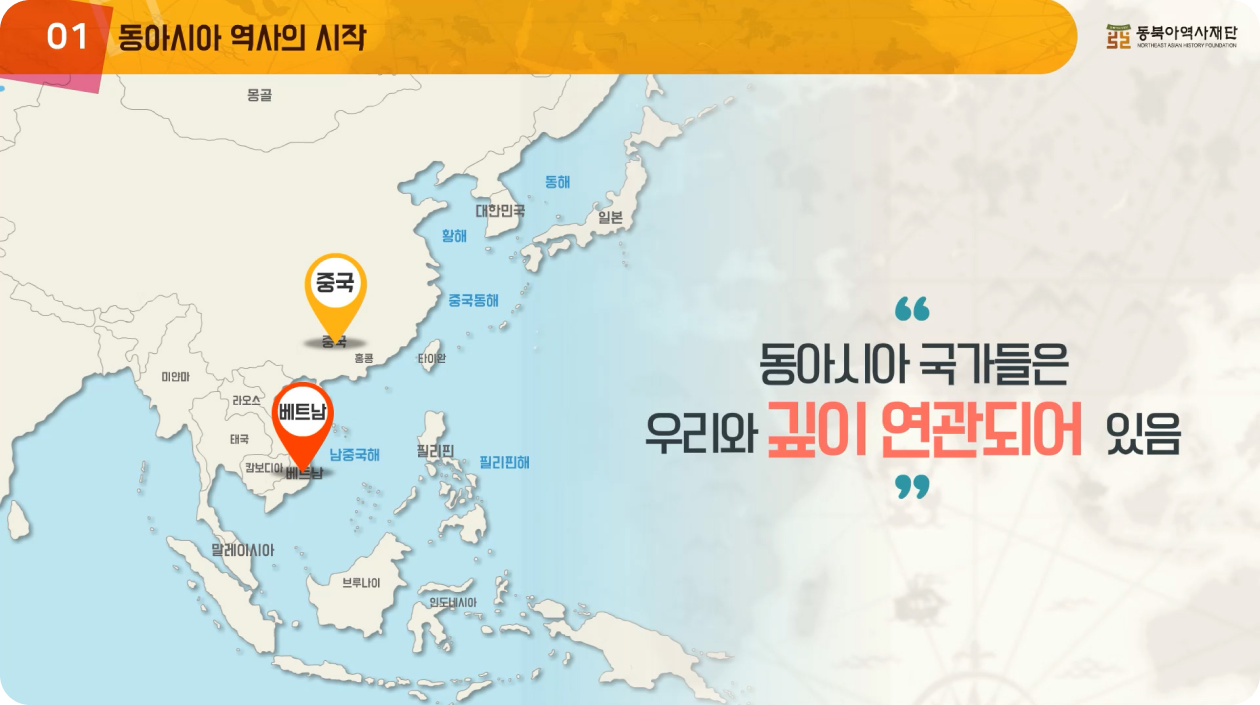 01 동아시아 역사의 시작
동북아역사재단
NORTHEAST ASIAN HISTORY FOUNDATION
몽골
동해
대한민국
일본
황해
중국
중국동해
중국
홍콩
타이완
미안마
라오스
베트남
태국
남중국해
필리핀
필리핀해
캄보디아
베트남
말레이시아
브루나이
인도네시아
“
동아시아 국가들은
우리와 깊이 연관되어 있음
”